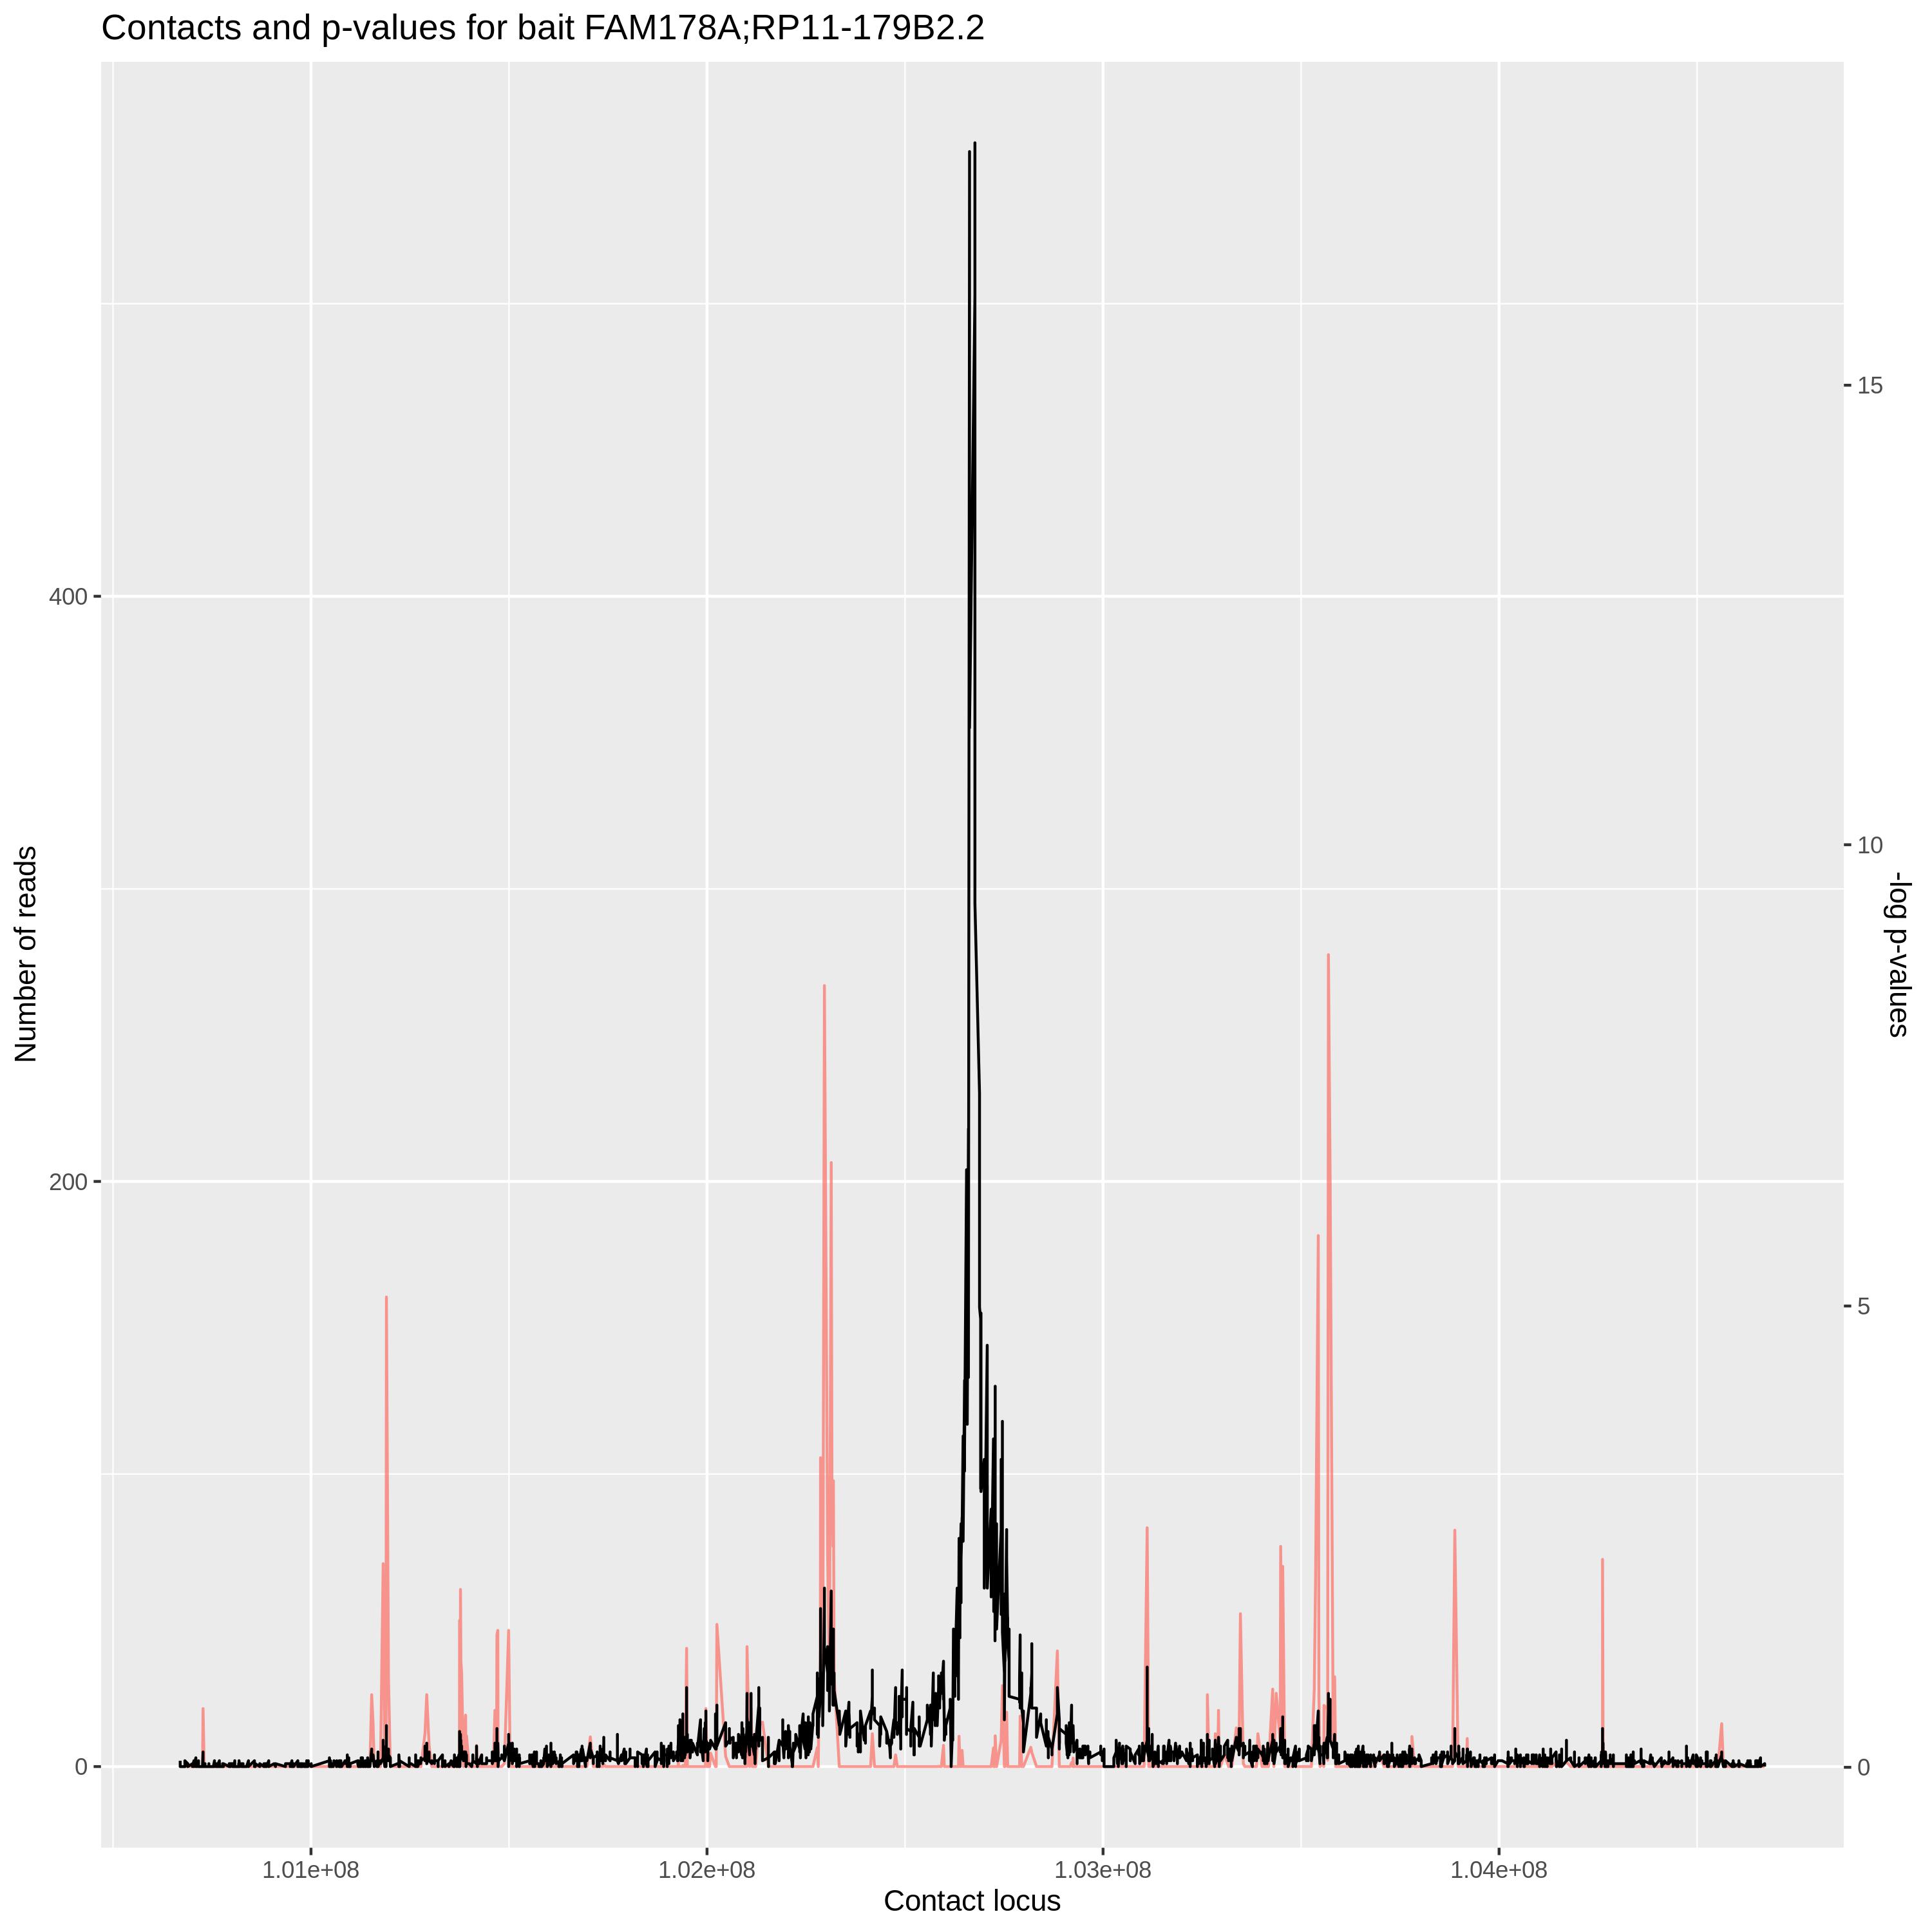 Contacts and p-values for bait FAM178A;RP11-179B2.2
15
400
10
Number of reads
-log p-values
200
5
0
0
1.01e+08 1.02e+08 1.03e+08 1.04e+08
Contact locus